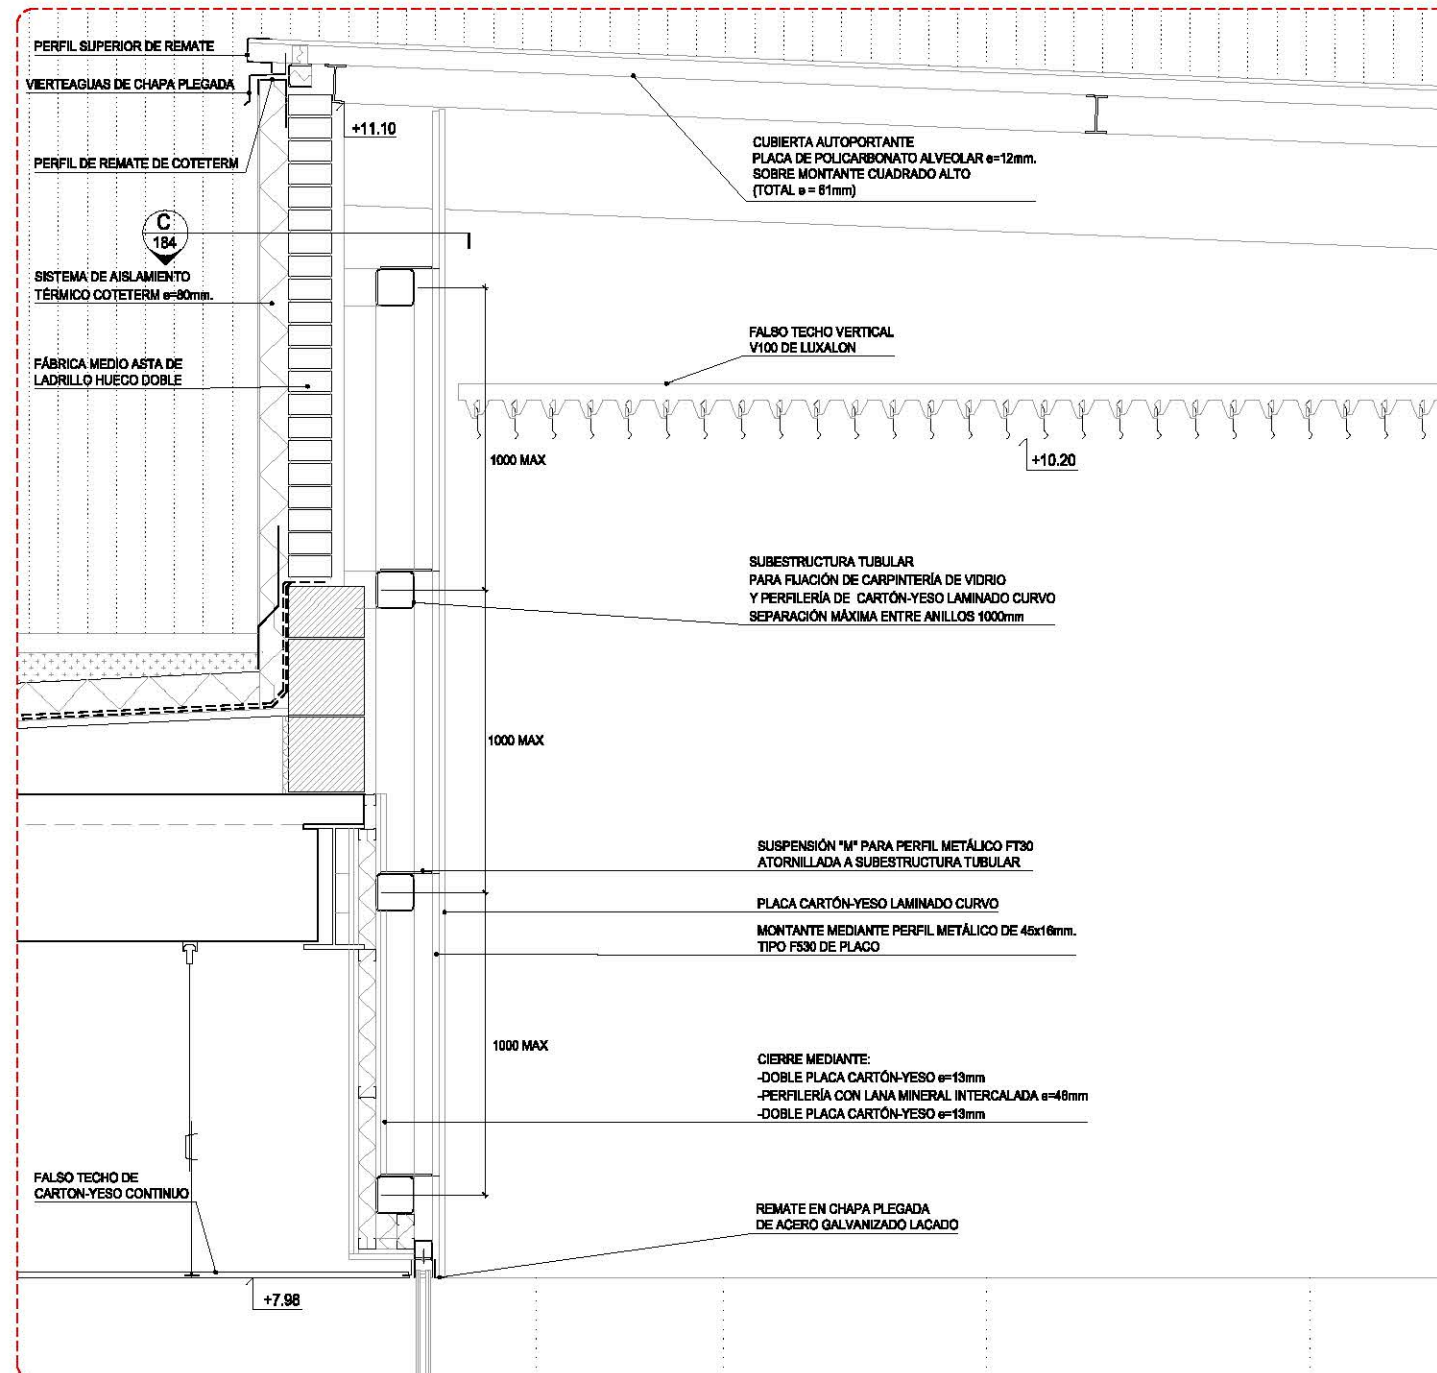 PERFIL SUPERIOR DE REMATE
VIERTEAGUAS DE CHAPA PLEGADA
+11.10
PERFIL DE REMATE DE COTETERM
C
184
SISTEMA DE AISLAMIENTO
TÉRMICO COTETERM e=80mm.
FÁBRICA MEDIO ASTA DE
LADRILLO HUECO DOBLE
CUBIERTA AUTOPORTANTE
PLACA DE POLICARBONATO ALVEOLAR e=12mm.
SOBRE MONTANTE CUADRADO ALTO
(TOTAL e = 61mm)
FALSO TECHO VERTICAL
V100 DE LUXALON
+10.20
1000 MAX
SUBESTRUCTURA TUBULAR
PARA FIJACIÓN DE CARPINTERÍA DE VIDRIO
Y PERFILERÍA DE CARTÓN-YESO LAMINADO CURVO
SEPARACIÓN MÁXIMA ENTRE ANILLOS 1000mm
1000 MAX
SUSPENSIÓN "M" PARA PERFIL METÁLICO FT30
ATORNILLADA A SUBESTRUCTURA TUBULAR
PLACA CARTÓN-YESO LAMINADO CURVO
MONTANTE MEDIANTE PERFIL METÁLICO DE 45x16mm.
TIPO F530 DE PLACO
1000 MAX
CIERRE MEDIANTE:
-DOBLE PLACA CARTÓN-YESO e=13mm
-PERFILERÍA CON LANA MINERAL INTERCALADA e=48mm
-DOBLE PLACA CARTÓN-YESO e=13mm
FALSO TECHO DE
CARTON-YESO CONTINUO
REMATE EN CHAPA PLEGADA
DE ACERO GALVANIZADO LACADO
+7.98